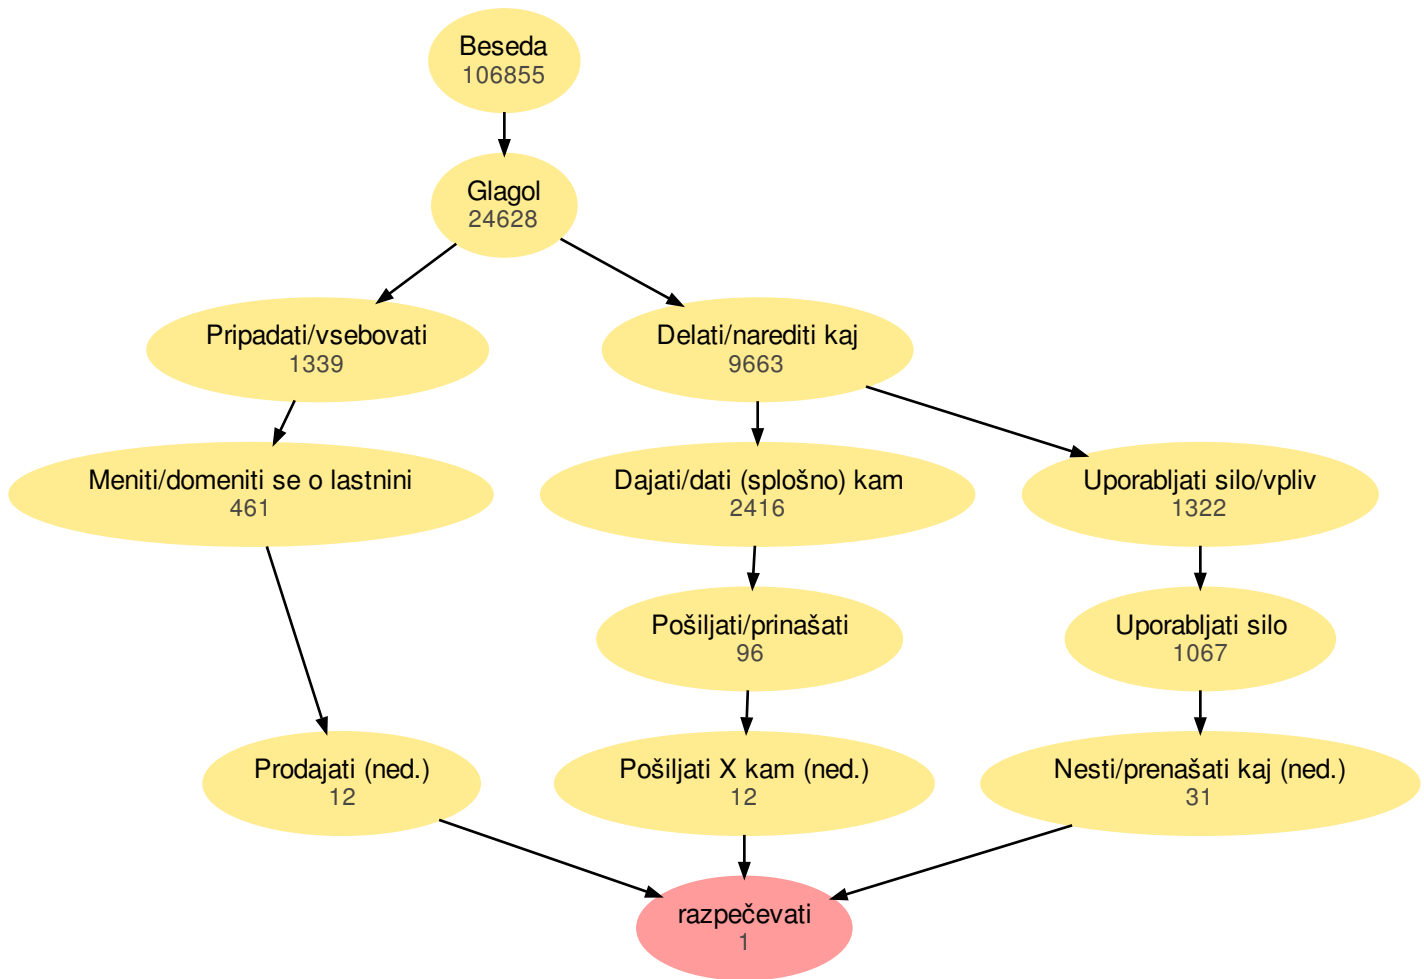 Beseda
106855
Glagol
24628
Pripadati/vsebovati
1339
Delati/narediti kaj
9663
Meniti/domeniti se o lastnini
461
Dajati/dati (splošno) kam
2416
Uporabljati silo/vpliv
1322
Pošiljati/prinašati
96
Uporabljati silo
1067
Prodajati (ned.)
12
Pošiljati X kam (ned.)
12
Nesti/prenašati kaj (ned.)
31
razpečevati
1